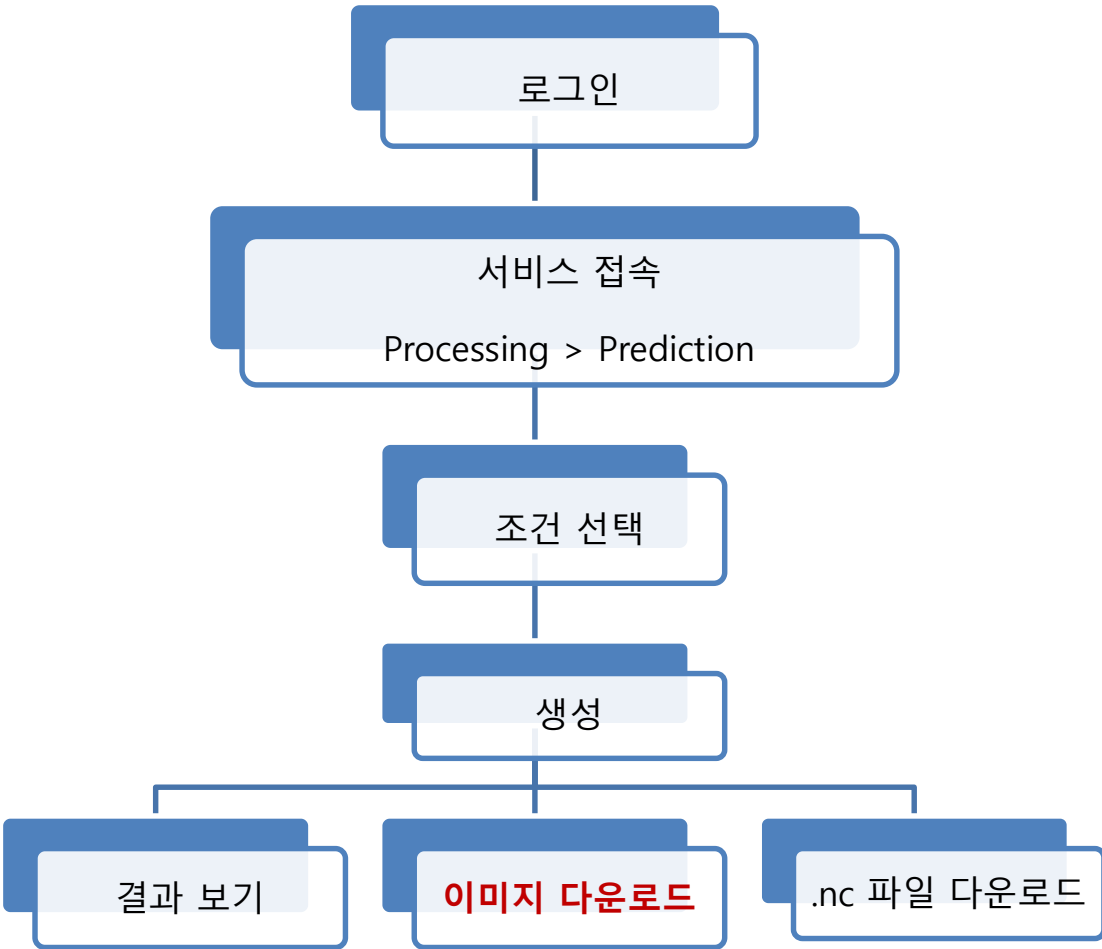 로그인
서비스 접속
Processing > Prediction
조건 선택
생성
결과 보기
이미지 다운로드
.nc 파일 다운로드